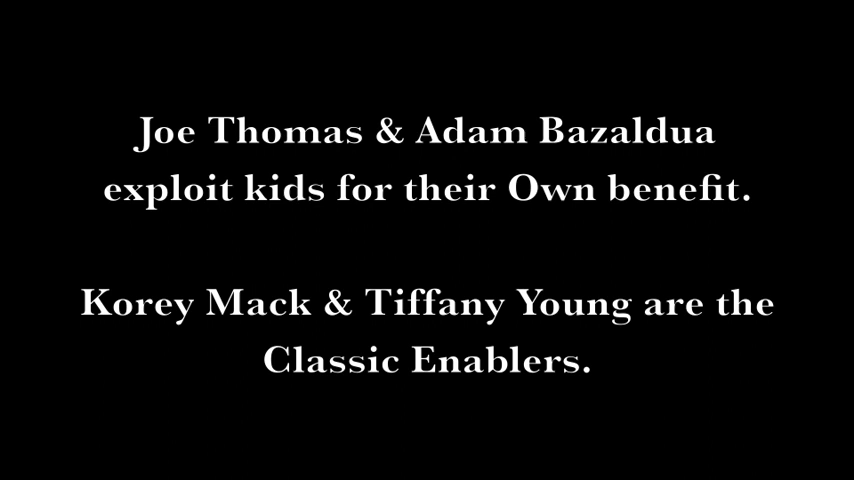 Joe Thomas & Adam Bazaldua
exploit kids for their Own benefit.
Korey Mack & Tiffany Young are the
Classic Enablers.